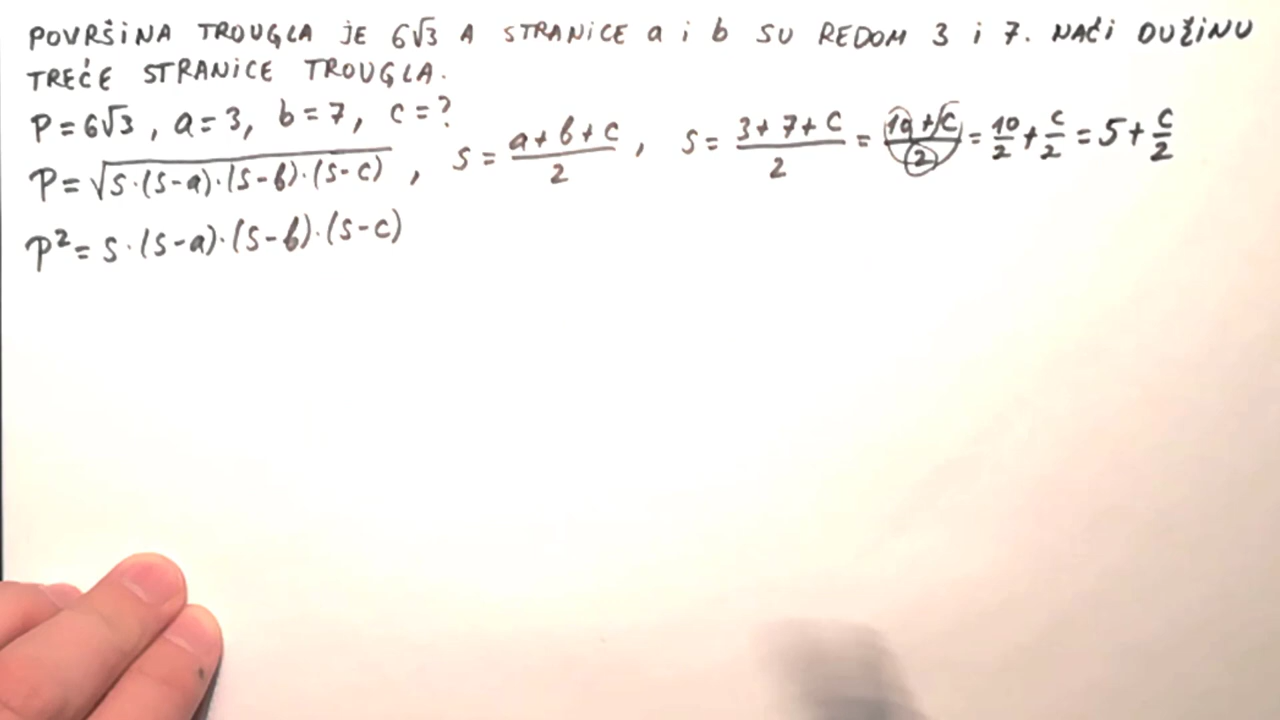 POVRŠINA TROUGLA JE 6√3 A STRANICE a i b SU REDOM 3 i 7. NAĆI DUŽINU
TREĆE STRANICE TROUGLA.
P=6√3, a=3, b=7, c=?
P=√(s·(s-a)·(s-b)·(s-c)), s=(a+b+c)/2, s=(3+7+c)/2=(10+c)/2=10/2+c/2=5+c/2
P²=s·(s-a)·(s-b)·(s-c)